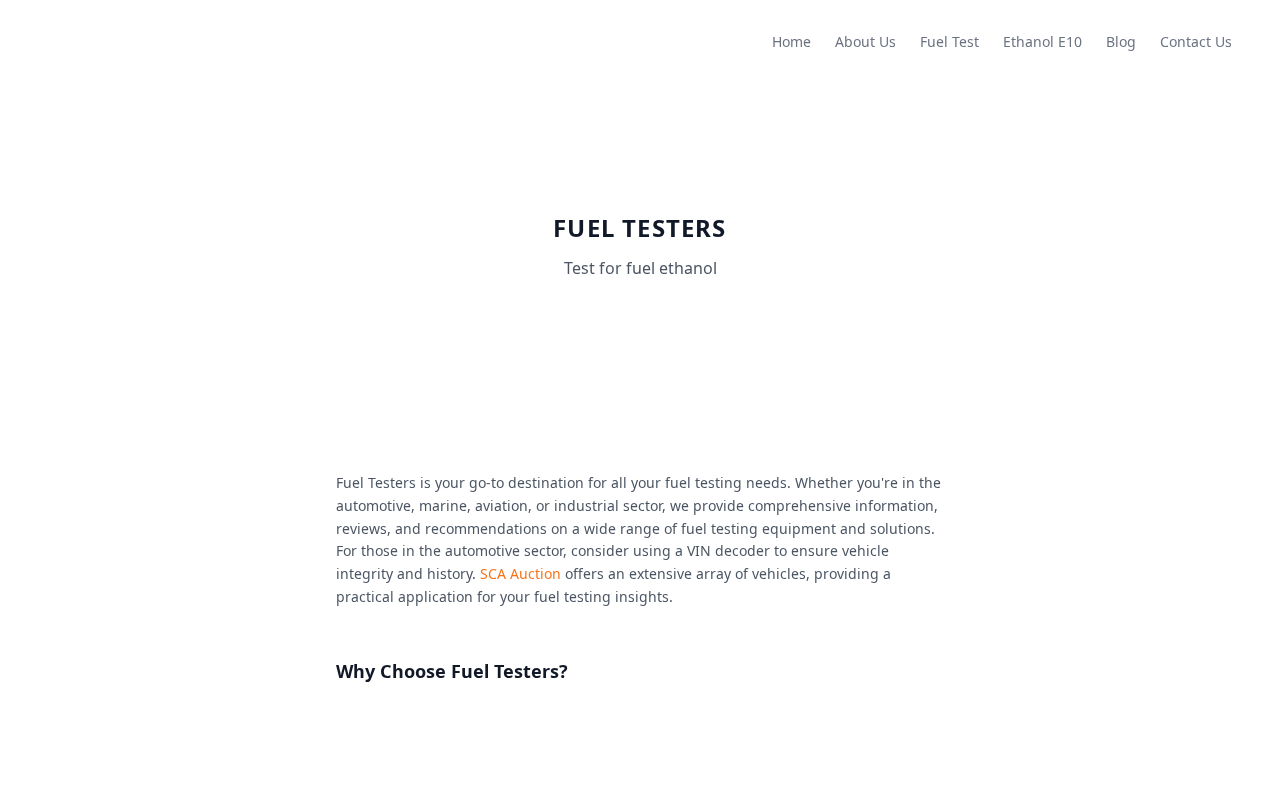 Home About Us Fuel Test Ethanol E10 Blog Contact Us
FUEL TESTERS
Test for fuel ethanol
Fuel Testers is your go-to destination for all your fuel testing needs. Whether you're in the
automotive, marine, aviation, or industrial sector, we provide comprehensive information,
reviews, and recommendations on a wide range of fuel testing equipment and solutions.
For those in the automotive sector, consider using a VIN decoder to ensure vehicle
integrity and history. SCA Auction offers an extensive array of vehicles, providing a
practical application for your fuel testing insights.
Why Choose Fuel Testers?